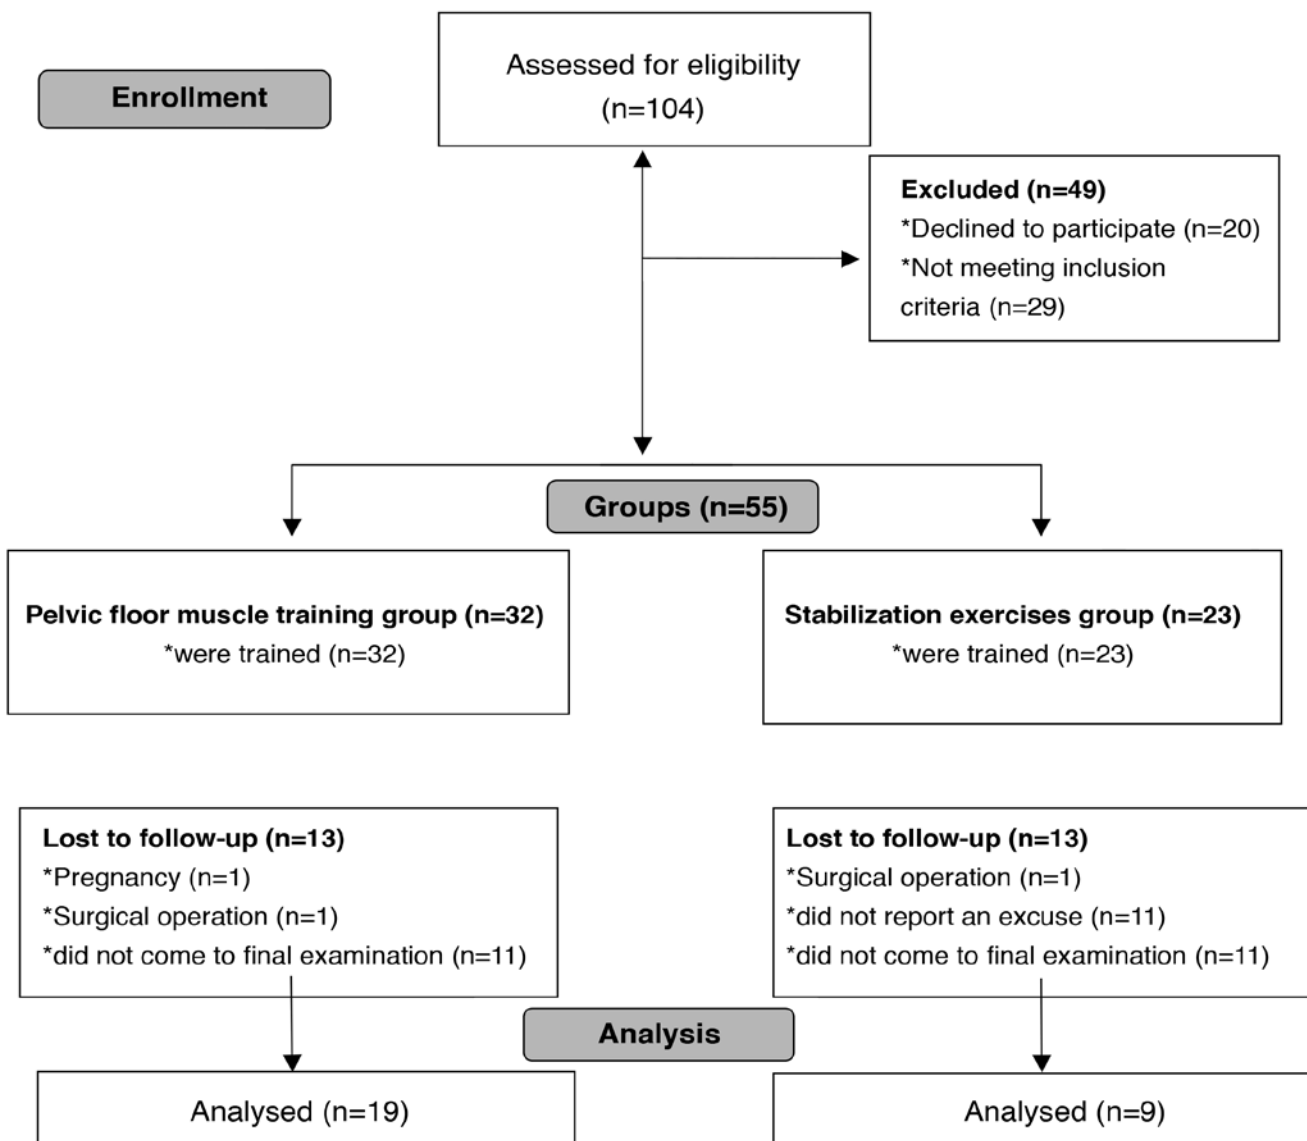 Enrollment
Assessed for eligibility
(n=104)
Excluded (n=49)
*Declined to participate (n=20)
*Not meeting inclusion
criteria (n=29)
Groups (n=55)
Pelvic floor muscle training group (n=32)
*were trained (n=32)
Stabilization exercises group (n=23)
*were trained (n=23)
Lost to follow-up (n=13)
*Pregnancy (n=1)
*Surgical operation (n=1)
*did not come to final examination (n=11)
Lost to follow-up (n=13)
*Surgical operation (n=1)
*did not report an excuse (n=11)
*did not come to final examination (n=11)
Analysis
Analysed (n=19)
Analysed (n=9)